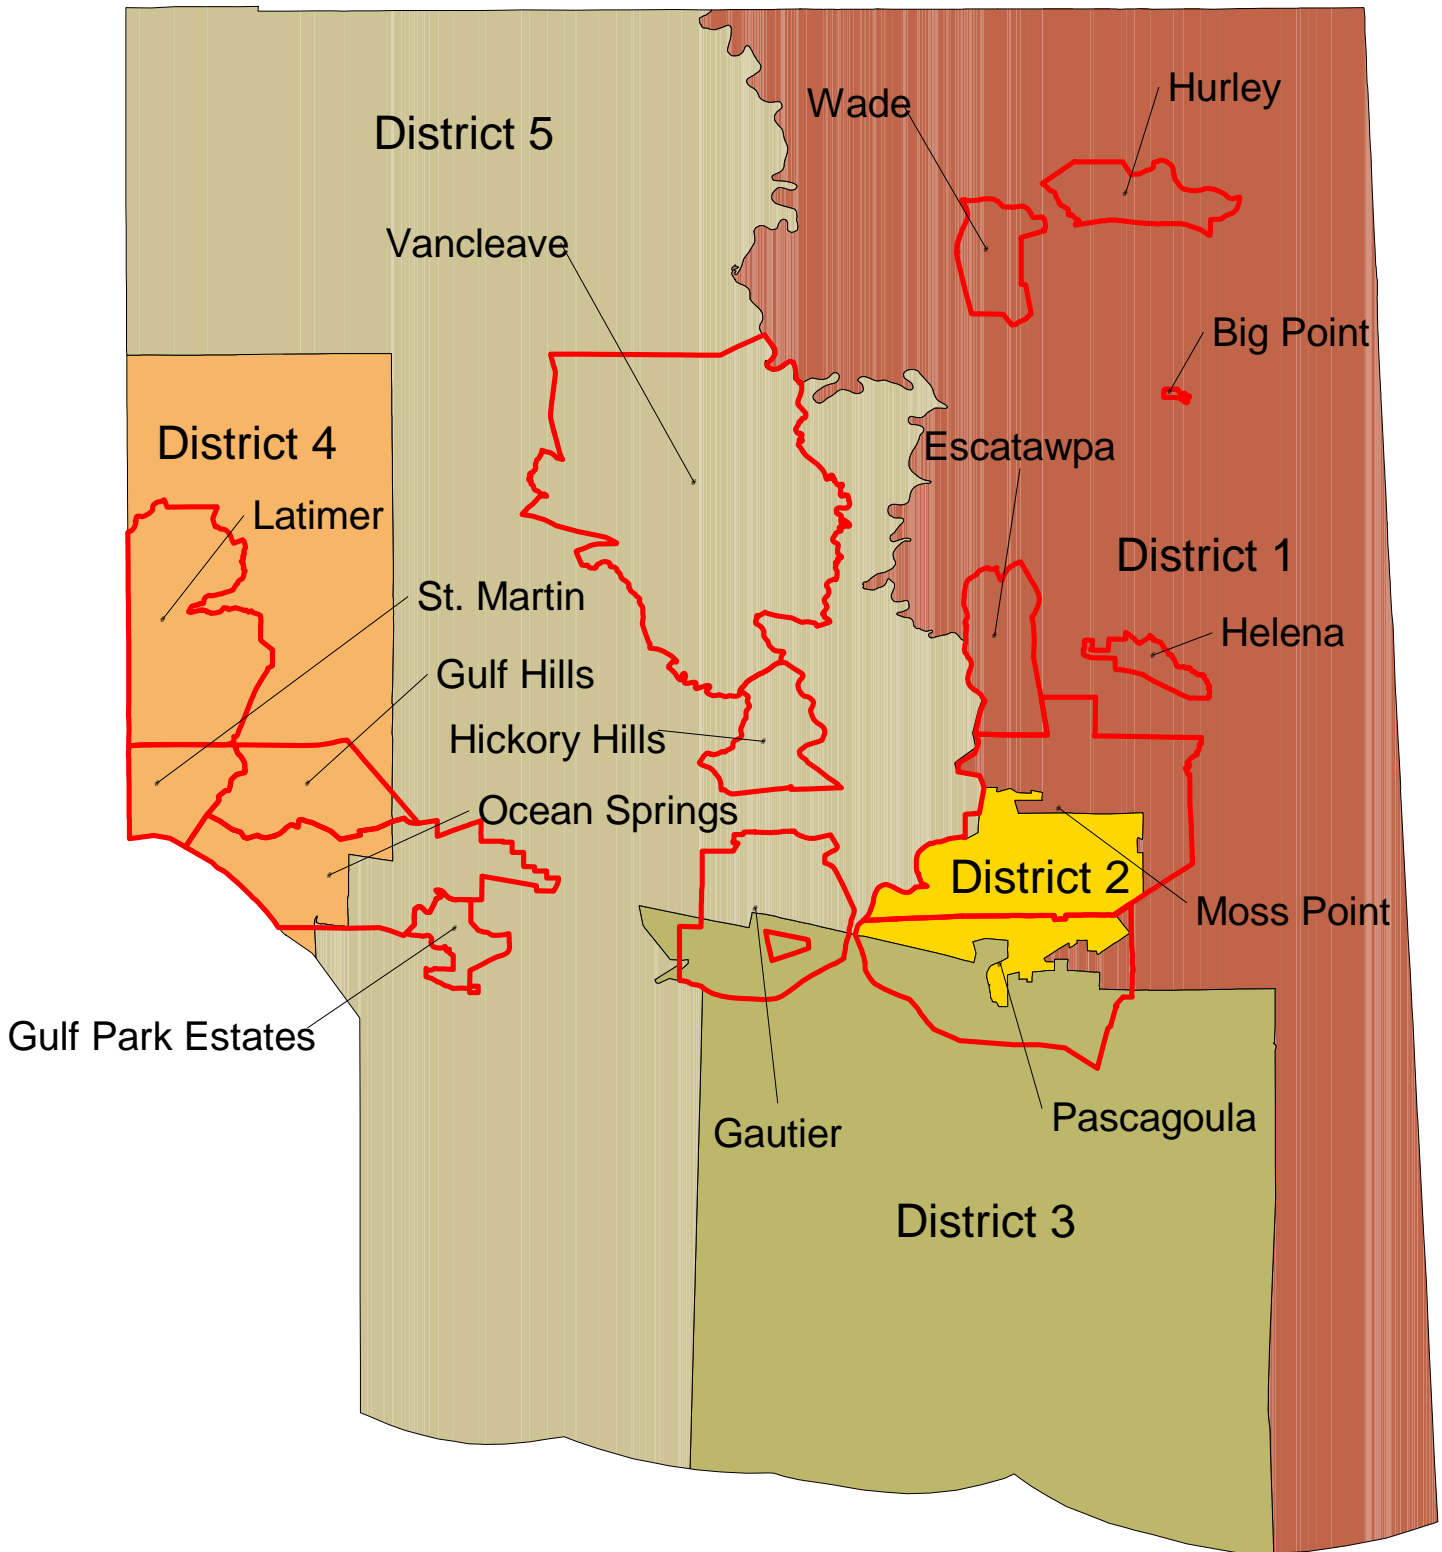 Hurley
Wade
District 5
Vancleave
Big Point
District 4
Escatawpa
Latimer
District 1
St. Martin
Helena
Gulf Hills
Hickory Hills
Ocean Springs
District 2
Moss Point
Gulf Park Estates
Pascagoula
Gautier
District 3